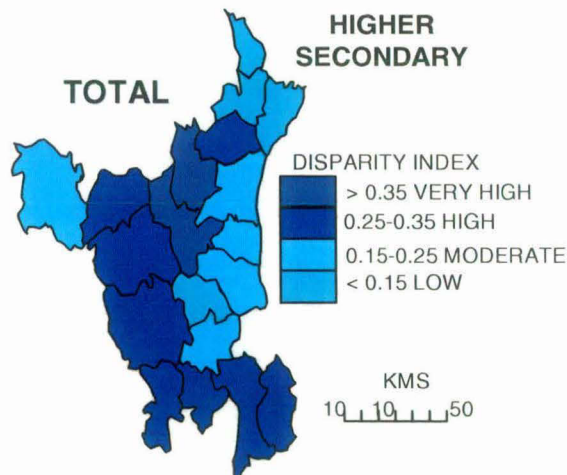 HIGHER
SECONDARY
TOTAL
DISPARITY INDEX
> 0.35 VERY HIGH
0.25-0.35 HIGH
0.15-0.25 MODERATE
< 0.15 LOW
KMS
10 10 50